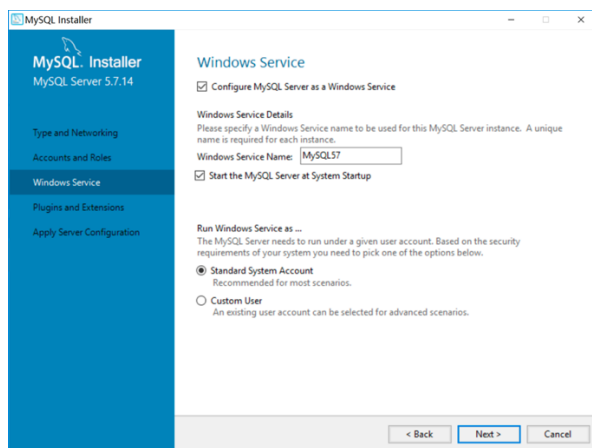 MySQL Installer
MySQL. Installer
MySQL Server 5.7.14
Type and Networking
Accounts and Roles
Windows Service
Plugins and Extensions
Apply Server Configuration
Windows Service
Configure MySQL Server as a Windows Service
Windows Service Details
Please specify a Windows Service name to be used for this MySQL Server instance. A unique
name is required for each instance.
Windows Service Name: MySQL57
Start the MySQL Server at System Startup
Run Windows Service as ...
The MySQL Server needs to run under a given user account. Based on the security
requirements of your system you need to pick one of the options below.
Standard System Account
Recommended for most scenarios.
Custom User
An existing user account can be selected for advanced scenarios.
< Back Next > Cancel